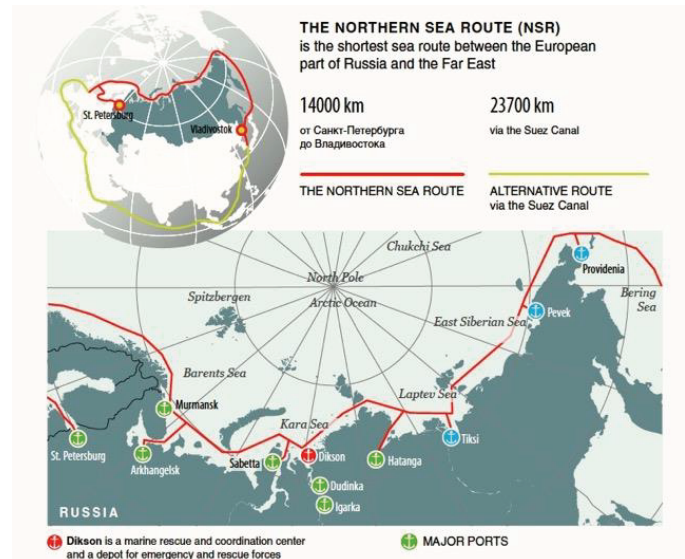 THE NORTHERN SEA ROUTE (NSR)
is the shortest sea route between the European
part of Russia and the Far East
14000 km
от Санкт-Петербурга
до Владивостока
23700 km
via the Suez Canal
THE NORTHERN SEA ROUTE
ALTERNATIVE ROUTE
via the Suez Canal
St. Petersburg
Vladivostok
Chukchi Sea
Providenia
North Pole
Spitzbergen
Arctic Ocean
Bering
Sea
Pevek
East Siberian Sea
Barents Sea
Laptev Sea
Murmansk
Kara Sea
St. Petersburg
Arkhangelsk
Sabetta
Dikson
Hatanga
Tiksi
Dudinka
Igarka
RUSSIA
Dikson is a marine rescue and coordination center
and a depot for emergency and rescue forces
MAJOR PORTS